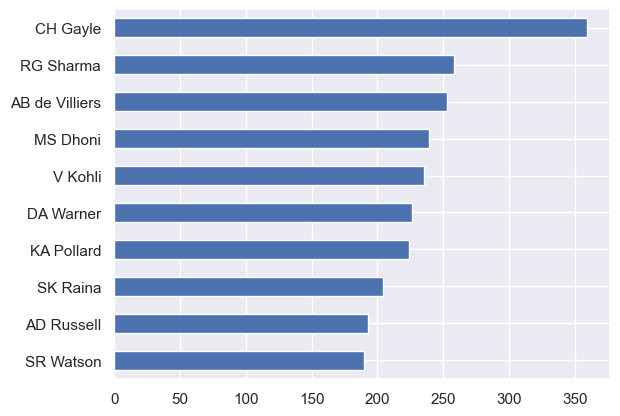 CH Gayle
RG Sharma
AB de Villiers
MS Dhoni
V Kohli
DA Warner
KA Pollard
SK Raina
AD Russell
SR Watson
0 50 100 150 200 250 300 350